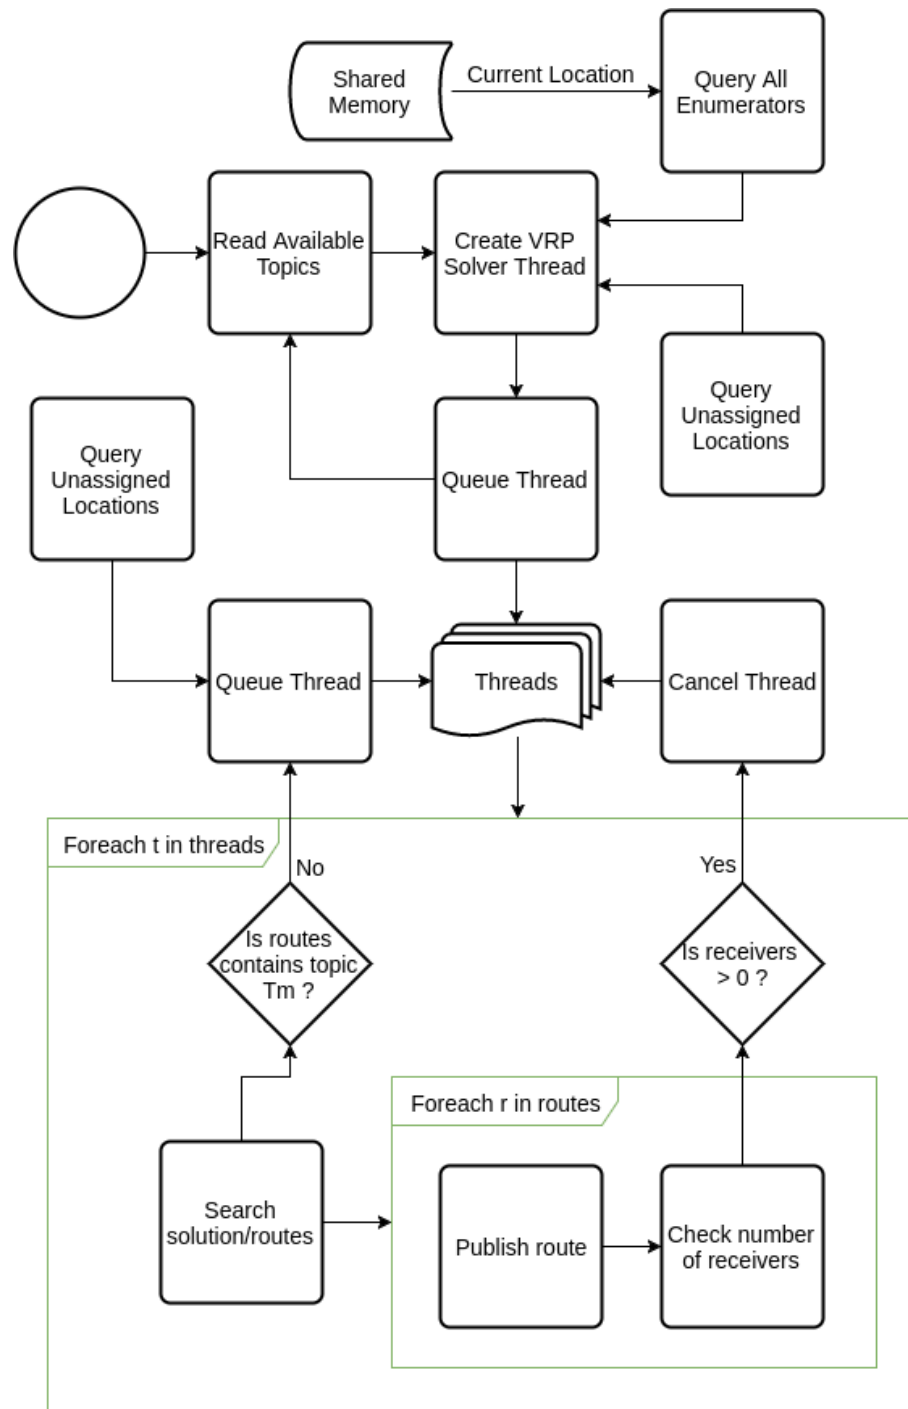 Shared
Memory
Current Location
Query All
Enumerators
Read Available
Topics
Create VRP
Solver Thread
Query
Unassigned
Locations
Query
Unassigned
Locations
Queue Thread
Queue Thread
Threads
Cancel Thread
Foreach t in threads
No
Yes
Is routes
contains topic
Tm ?
Is receivers
> 0 ?
Foreach r in routes
Search
solution/routes
Publish route
Check number
of receivers